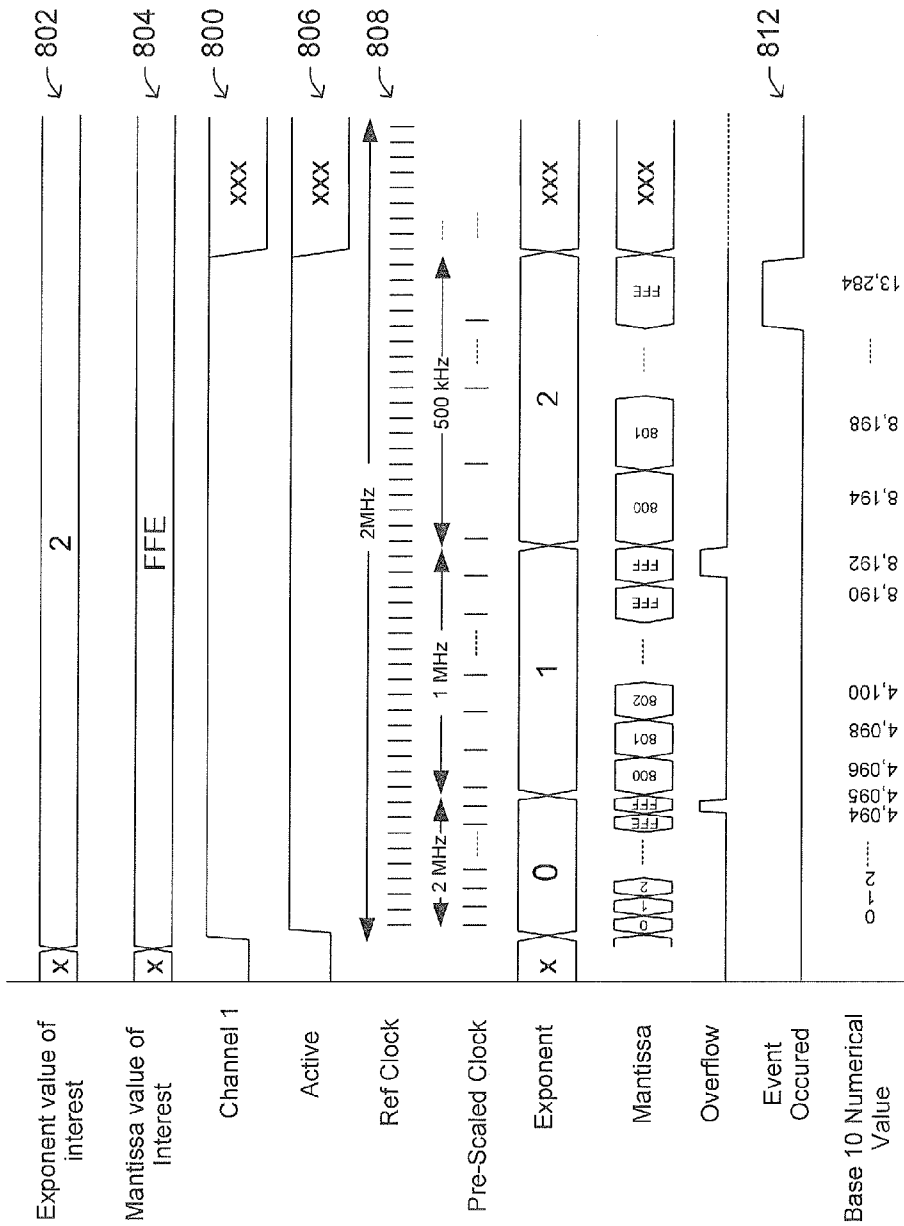 Exponent value of
interest
X
2
802
Mantissa value of
Interest
X
FFE
804
Channel 1
XXX
800
Active
XXX
806
Ref Clock
2MHz
808
Pre-Scaled Clock
2 MHz
1 MHz
500 kHz
Exponent
X
0
1
2
XXX
Mantissa
0
1
2
FFE
FFF
800
801
802
FFE
FFF
800
801
FFE
XXX
Overflow
Event
Occured
812
Base 10 Numerical
Value
0
1
2
4,094
4,095
4,096
4,098
4,100
8,190
8,192
8,194
8,198
13,284